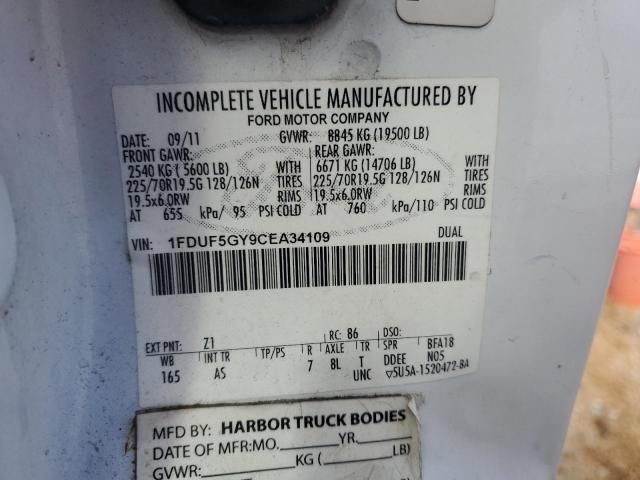 INCOMPLETE VEHICLE MANUFACTURED BY
FORD MOTOR COMPANY
DATE: 09/11 GVWR: 8845 KG (19500 LB)
FRONT GAWR: REAR GAWR:
2540 KG ( 5600 LB) WITH 6671 KG (14706 LB) WITH
225/70R19.5G 128/126N TIRES 225/70R19.5G 128/126N TIRES
19.5x6.0RW RIMS 19.5x6.0RW RIMS
AT 655 kPa/ 95 PSI COLD AT 760 kPa/110 PSI COLD
VIN: 1FDUF5GY9CEA34109 DUAL
EXT PNT: Z1 RC: 86 DSO:
WB INT TR TP/PS R AXLE TR SPR BFA18
165 AS 7 8L T DDEE N05
UNC ▽5U5A-1520472-BA
MFD BY: HARBOR TRUCK BODIES
DATE OF MFR:MO. YR.
GVWR: KG ( LB)